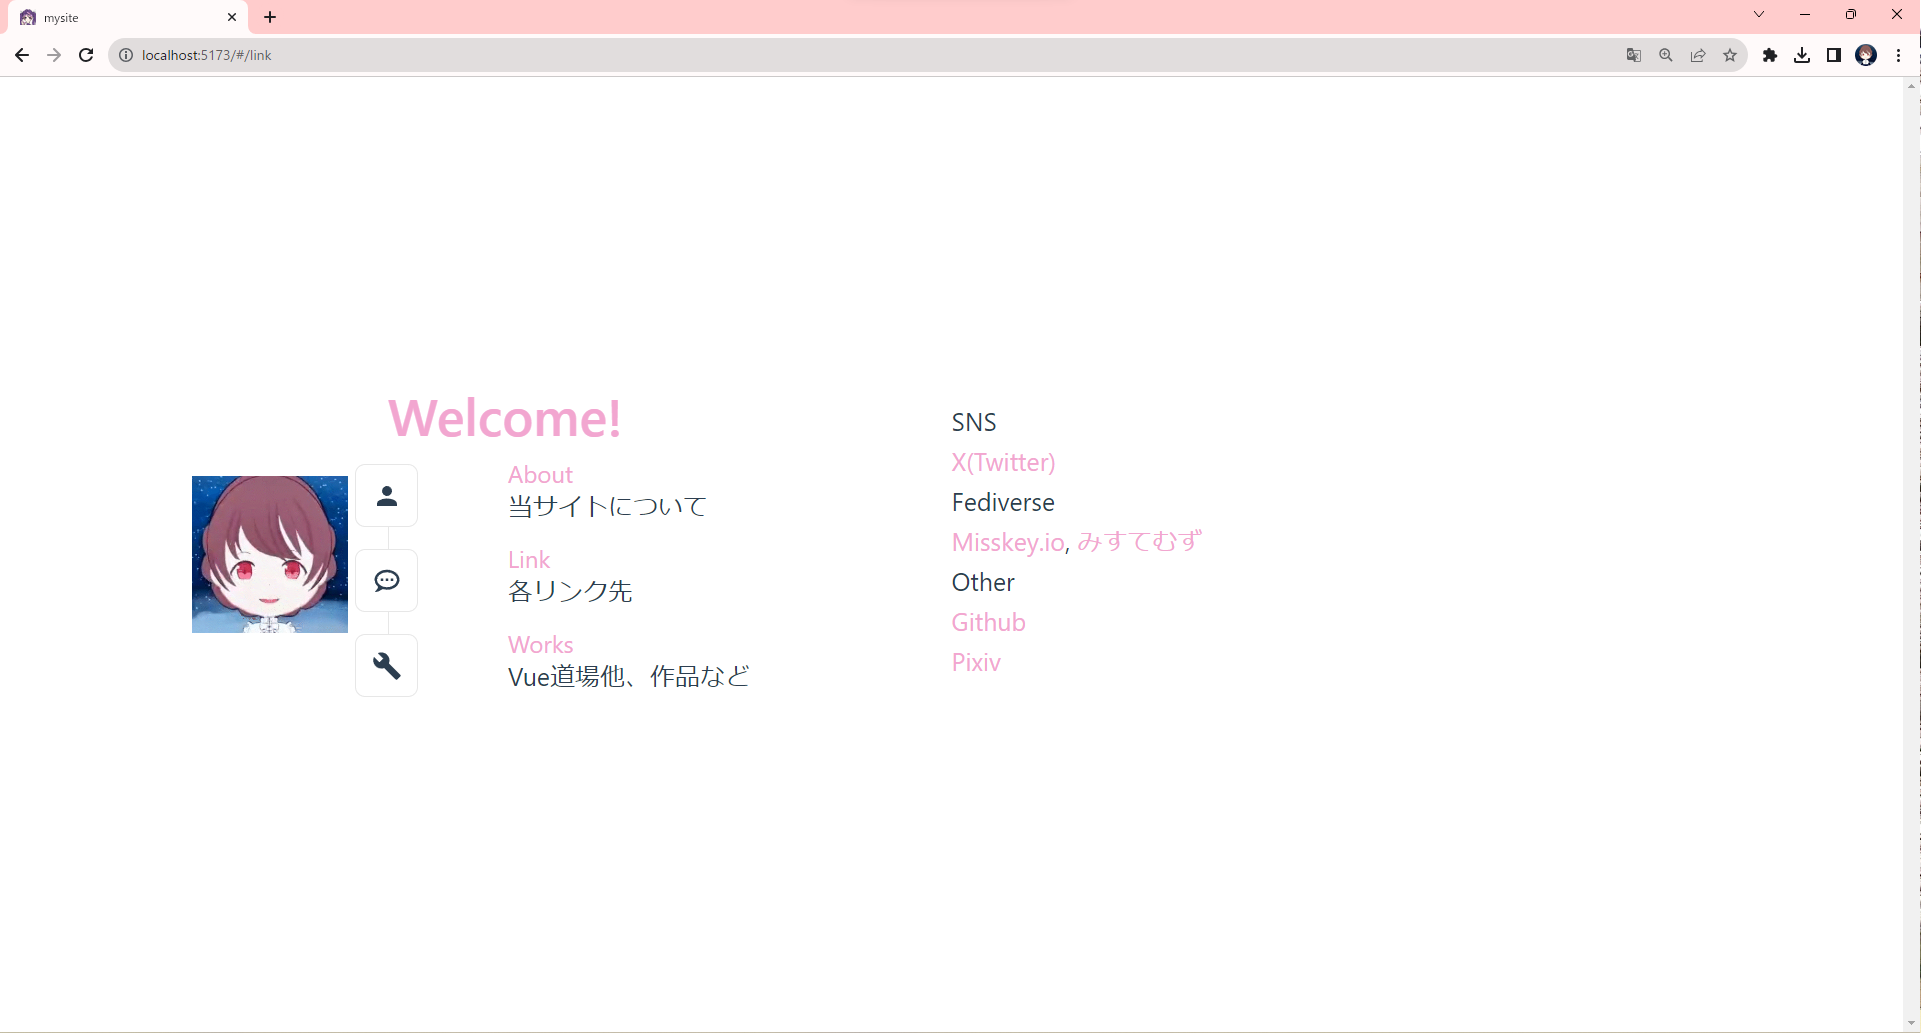 mysite
localhost:5173/#/link
Welcome!
About
当サイトについて
Link
各リンク先
Works
Vue道場他、作品など
SNS
X(Twitter)
Fediverse
Misskey.io, みすてむず
Other
Github
Pixiv